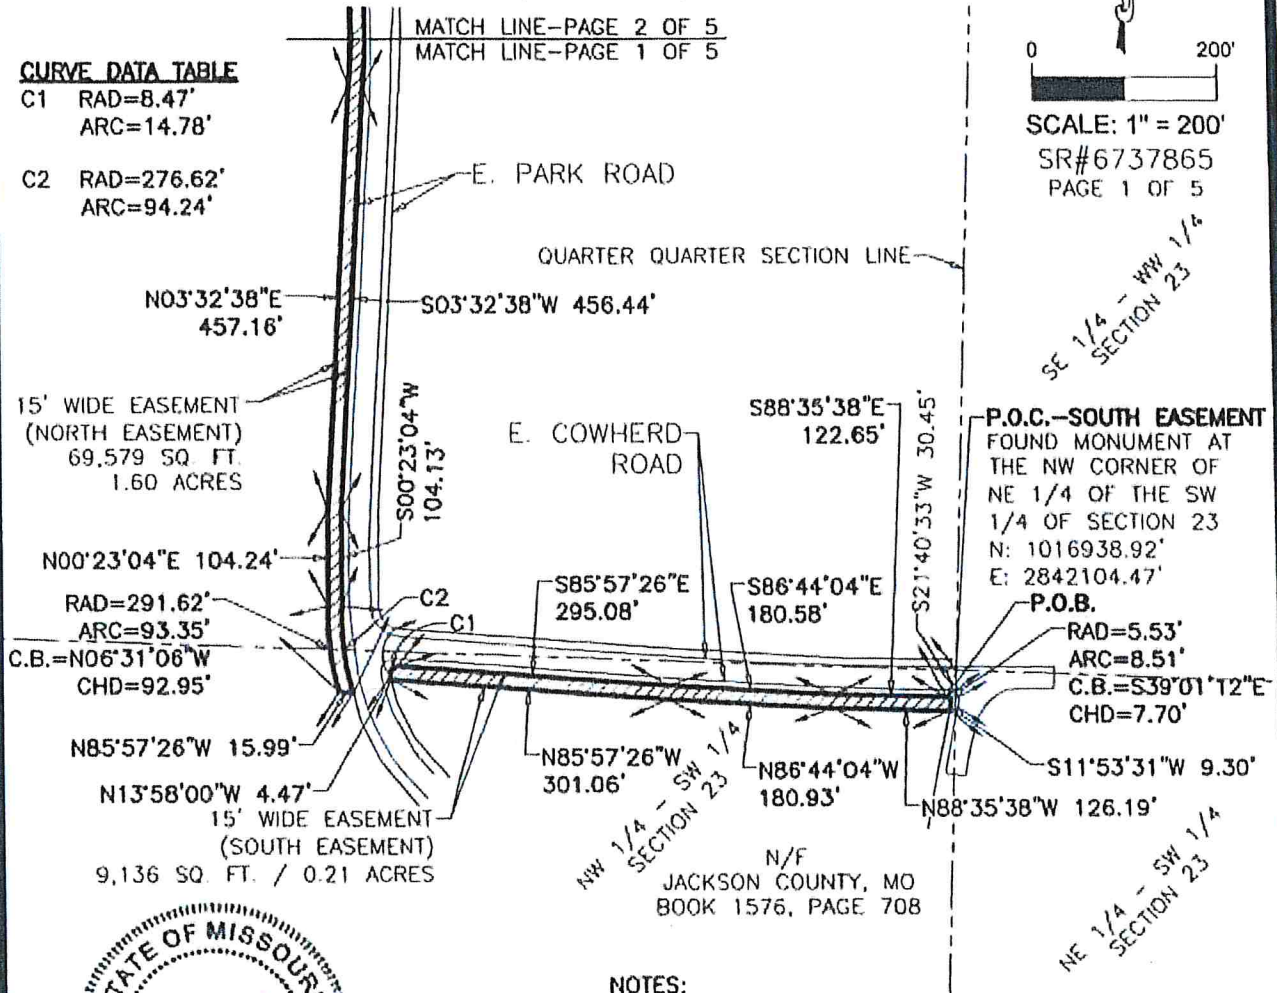 MATCH LINE-PAGE 2 OF 5
MATCH LINE-PAGE 1 OF 5
CURVE DATA TABLE
C1 RAD=8.47'
ARC=14.78'
C2 RAD=276.62'
ARC=94.24'
0 200'
SCALE: 1" = 200'
SR#6737865
PAGE 1 OF 5
E. PARK ROAD
QUARTER QUARTER SECTION LINE
SE 1/4 - WW 1/4
SECTION 23
N03°32'38"E
457.16'
S03°32'38"W 456.44'
15' WIDE EASEMENT
(NORTH EASEMENT)
69,579 SQ. FT.
1.60 ACRES
S00°23'04"W
104.13'
E. COWHERD
ROAD
S88°35'38"E
122.65'
S21°40'33"W 30.45'
P.O.C.-SOUTH EASEMENT
FOUND MONUMENT AT
THE NW CORNER OF
NE 1/4 OF THE SW
1/4 OF SECTION 23
N: 1016938.92'
E: 2842104.47'
P.O.B.
RAD=5.53'
ARC=8.51'
C.B.=S39°01'12"E
CHD=7.70'
N00°23'04"E 104.24'
RAD=291.62'
ARC=93.35'
C.B.=N06°31'06"W
CHD=92.95'
C2
C1
S85°57'26"E
295.08'
S86°44'04"E
180.58'
N85°57'26"W 15.99'
N13°58'00"W 4.47'
15' WIDE EASEMENT
(SOUTH EASEMENT)
9,136 SQ. FT. / 0.21 ACRES
N85°57'26"W
301.06'
N86°44'04"W
180.93'
S11°53'31"W 9.30'
N88°35'38"W 126.19'
NW 1/4 - SW 1/4
SECTION 23
N/F
JACKSON COUNTY, MO
BOOK 1576, PAGE 708
NE 1/4 - SW 1/4
SECTION 23
STATE OF MISSOURI
NOTES: